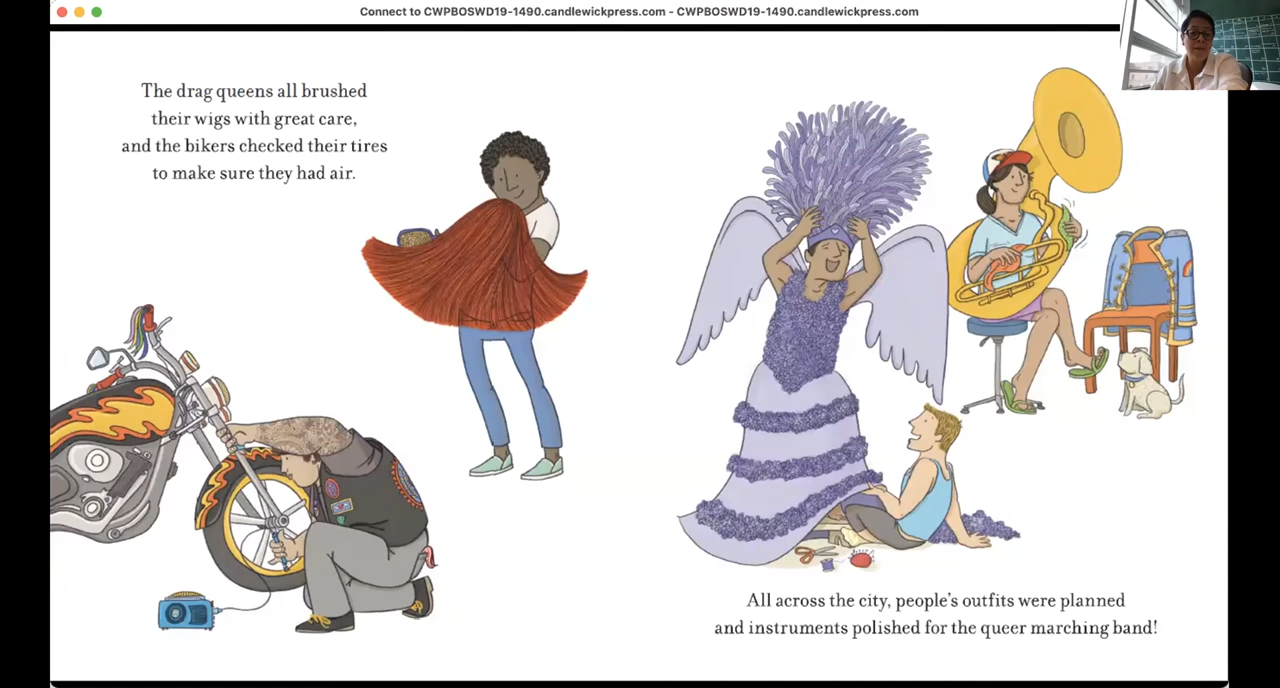 Connect to CWPBOSWD19-1490.candlewickpress.com - CWPBOSWD19-1490.candlewickpress.com
The drag queens all brushed
their wigs with great care,
and the bikers checked their tires
to make sure they had air.
All across the city, people's outfits were planned
and instruments polished for the queer marching band!